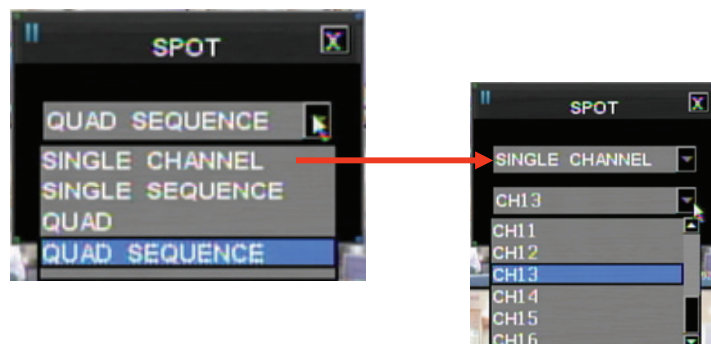 SPOT
X
QUAD SEQUENCE
SINGLE CHANNEL
SINGLE SEQUENCE
QUAD
QUAD SEQUENCE
SPOT
X
SINGLE CHANNEL
CH13
CH11
CH12
CH13
CH14
CH15
CH16